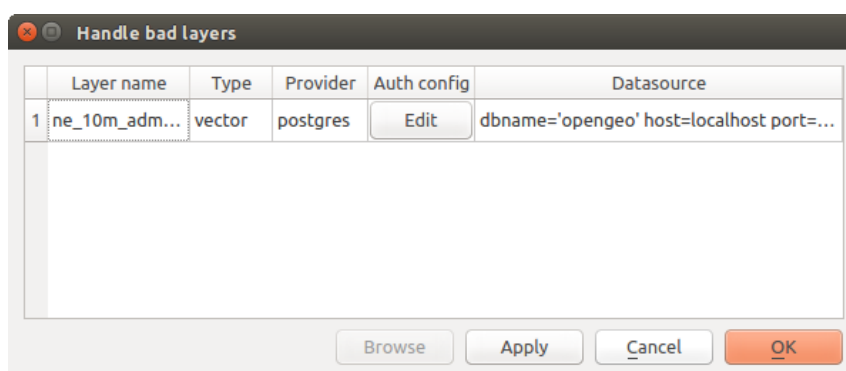 Handle bad layers
Layer name Type Provider Auth config Datasource
1 ne_10m_adm... vector postgres Edit dbname='opengeo' host=localhost port=...
Browse Apply Cancel OK